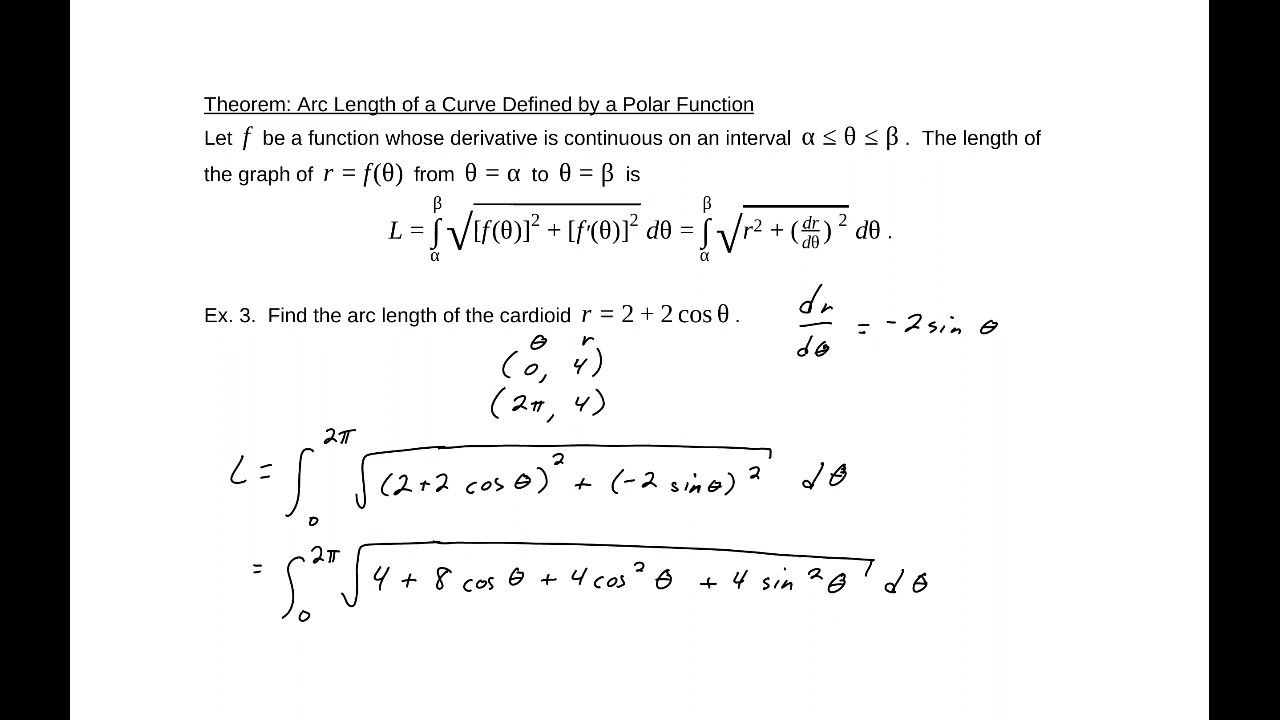 Theorem: Arc Length of a Curve Defined by a Polar Function
Let f be a function whose derivative is continuous on an interval α ≤ θ ≤ β . The length of
the graph of r = f(θ) from θ = α to θ = β is
L = ∫_α^β √([f(θ)]² + [f′(θ)]²) dθ = ∫_α^β √(r² + (dr/dθ)²) dθ .
Ex. 3. Find the arc length of the cardioid r = 2 + 2 cos θ .
dr/dθ = -2 sin θ
θ r
(0, 4)
(2π, 4)
L = ∫_0^2π √((2+2 cos θ)² + (-2 sin θ)²) dθ
= ∫_0^2π √(4 + 8 cos θ + 4 cos² θ + 4 sin² θ) dθ